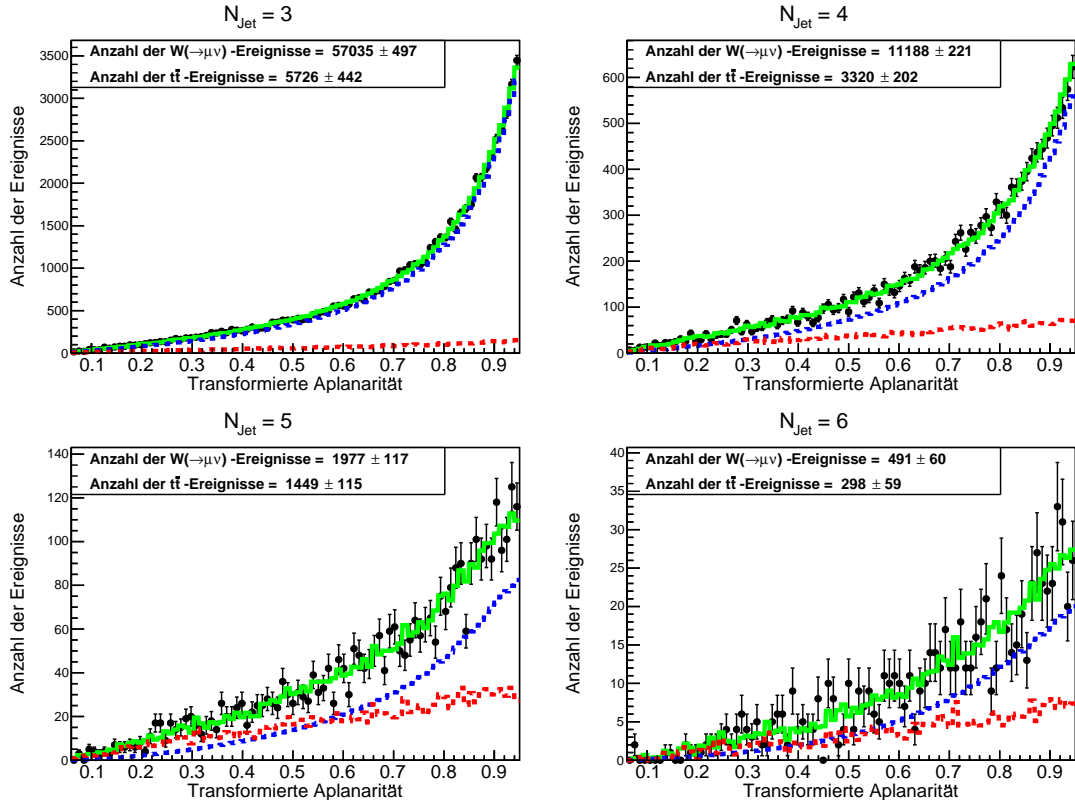 N_Jet = 3
Anzahl der W(→μν) -Ereignisse = 57035 ± 497
Anzahl der tt̄ -Ereignisse = 5726 ± 442
Anzahl der Ereignisse
3500
3000
2500
2000
1500
1000
500
0
0.1 0.2 0.3 0.4 0.5 0.6 0.7 0.8 0.9
Transformierte Aplanarität
N_Jet = 4
Anzahl der W(→μν) -Ereignisse = 11188 ± 221
Anzahl der tt̄ -Ereignisse = 3320 ± 202
Anzahl der Ereignisse
600
500
400
300
200
100
0
0.1 0.2 0.3 0.4 0.5 0.6 0.7 0.8 0.9
Transformierte Aplanarität
N_Jet = 5
Anzahl der W(→μν) -Ereignisse = 1977 ± 117
Anzahl der tt̄ -Ereignisse = 1449 ± 115
Anzahl der Ereignisse
140
120
100
80
60
40
20
0
0.1 0.2 0.3 0.4 0.5 0.6 0.7 0.8 0.9
Transformierte Aplanarität
N_Jet = 6
Anzahl der W(→μν) -Ereignisse = 491 ± 60
Anzahl der tt̄ -Ereignisse = 298 ± 59
Anzahl der Ereignisse
40
35
30
25
20
15
10
5
0
0.1 0.2 0.3 0.4 0.5 0.6 0.7 0.8 0.9
Transformierte Aplanarität